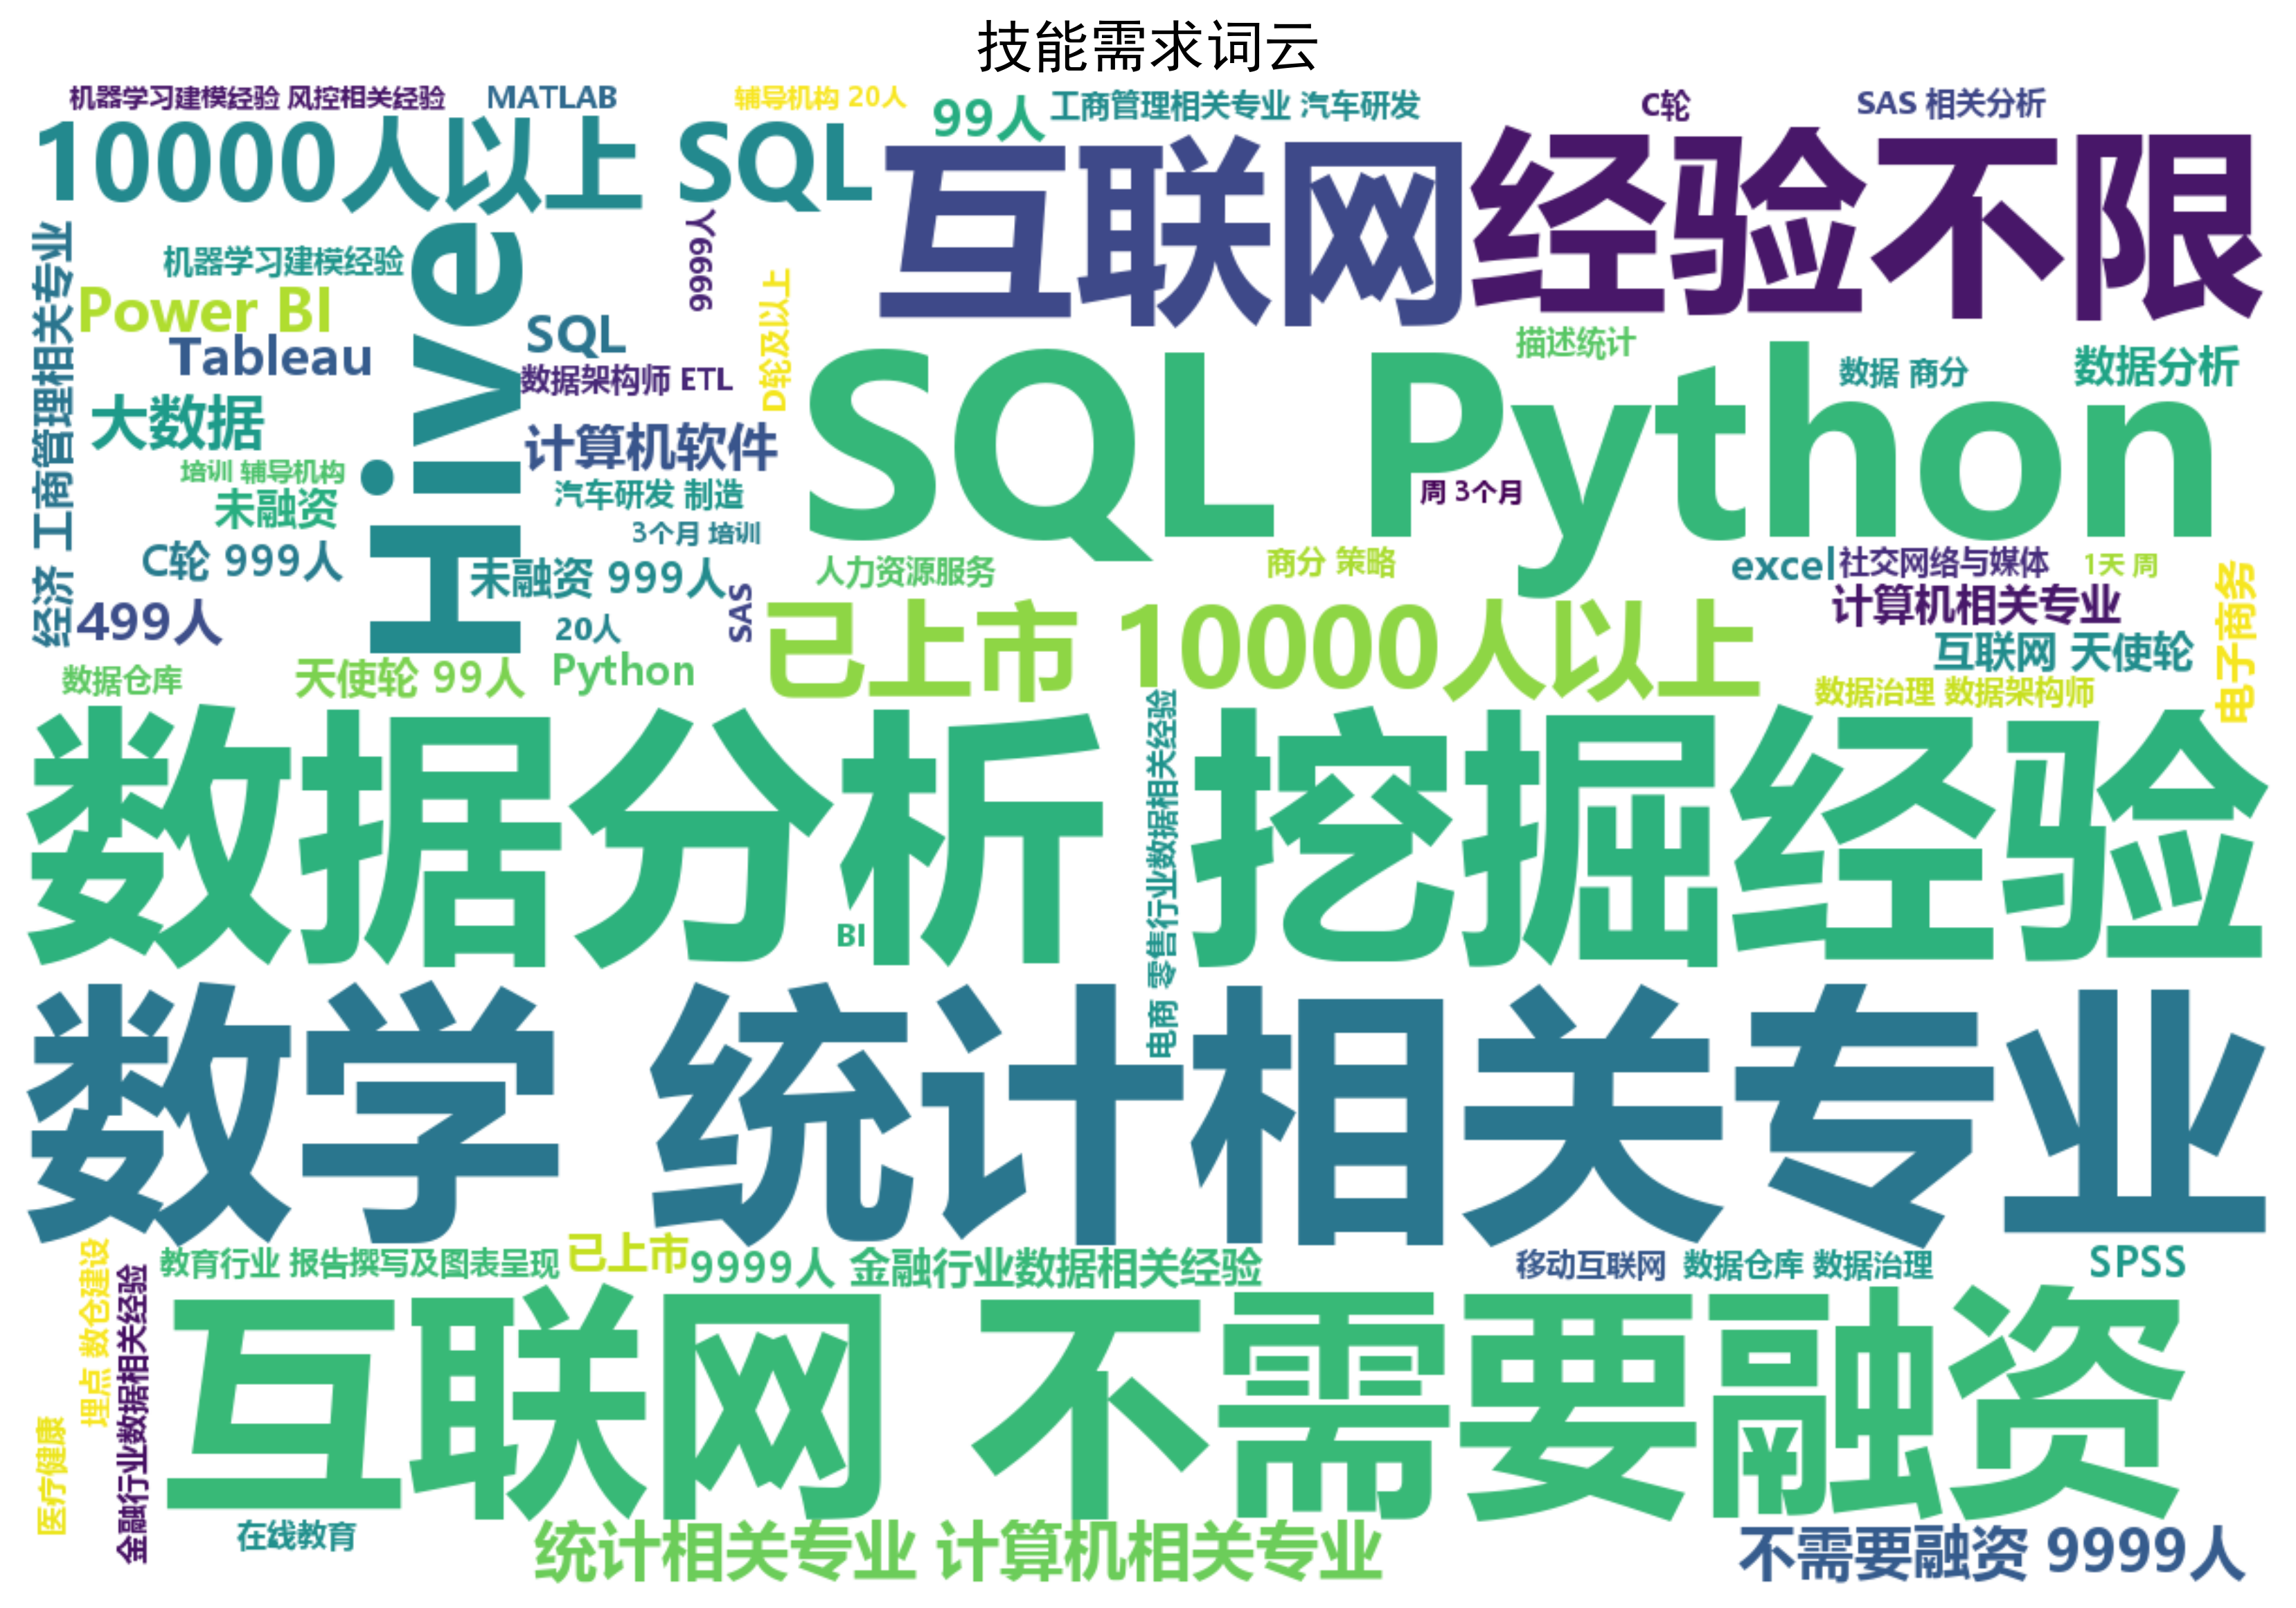 技能需求词云
机器学习建模经验 风控相关经验
MATLAB
辅导机构 20人
99人
工商管理相关专业 汽车研发
C轮
SAS 相关分析
10000人以上
SQL
互联网
经验不限
9999人
经济 工商管理相关专业
机器学习建模经验
Hive
Power BI
SQL
D轮及以上
Tableau
数据架构师 ETL
SQL Python
描述统计
数据 商分
数据分析
大数据
计算机软件
培训 辅导机构
汽车研发 制造
周 3个月
未融资
3个月 培训
C轮 999人
未融资 999人
人力资源服务
商分 策略
excel
社交网络与媒体
1天 周
电子商务
499人
20人
SAS
已上市 10000人以上
计算机相关专业
互联网 天使轮
数据仓库
天使轮 99人
Python
数据治理 数据架构师
数据分析 挖掘经验
BI
电商 零售行业数据相关经验
数学 统计相关专业
教育行业 报告撰写及图表呈现
已上市
9999人 金融行业数据相关经验
移动互联网
数据仓库 数据治理
SPSS
埋点 数仓建设
金融行业数据相关经验
互联网 不需要融资
医疗健康
在线教育
统计相关专业 计算机相关专业
不需要融资 9999人